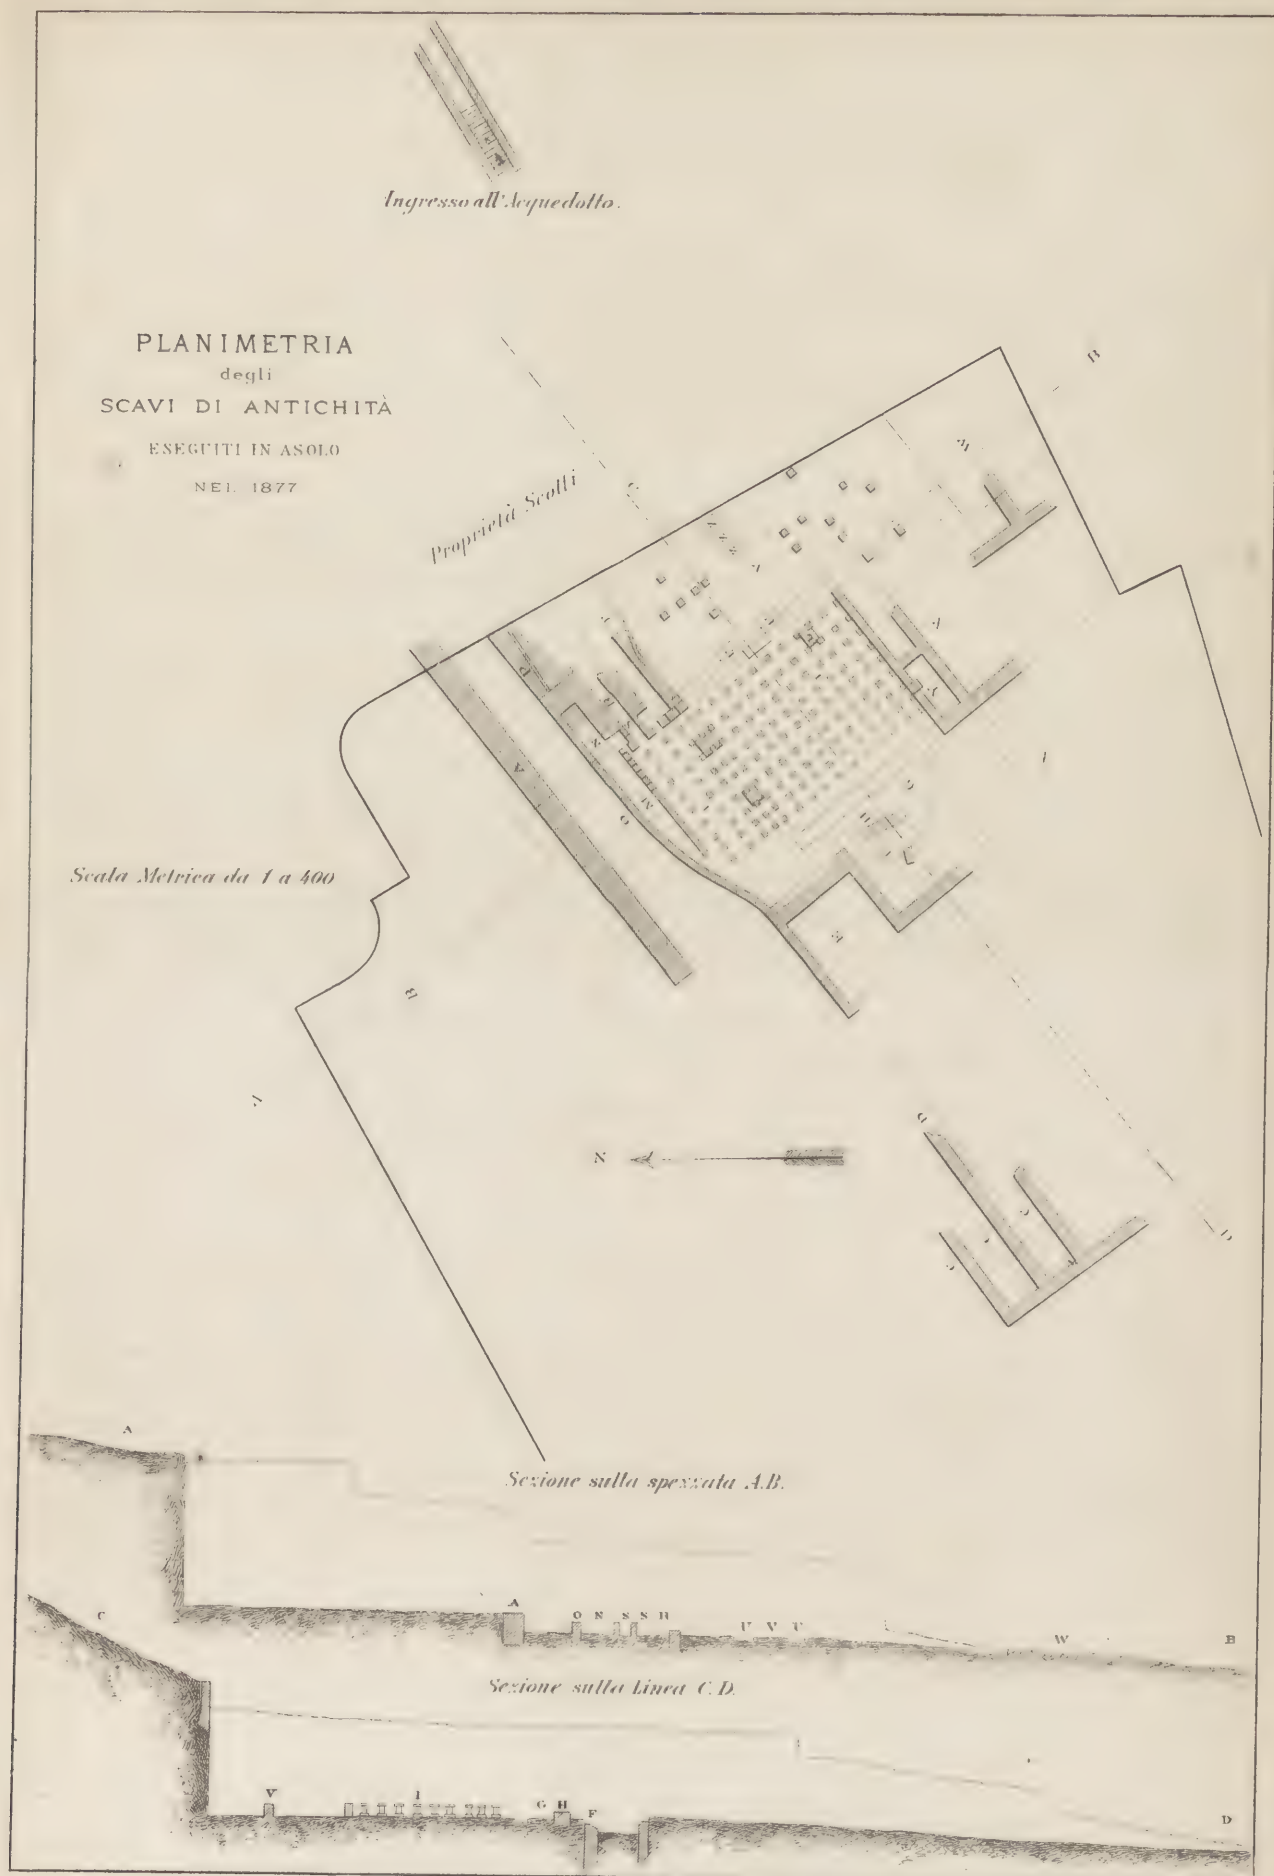 Ingresso all'Acquedotto.
PLANIMETRIA
degli
SCAVI DI ANTICHITÀ
ESEGUITI IN ASOLO
NEL 1877
Proprietà Scotti
C
B
W
P
A
N
M
O
Scala Metrica da 1 a 400
E
B
N
D
D
A
Sezione sulla spezzata A.B.
C
A
O N S S H
U V U
W
B
Sezione sulla Linea C.D.
V
I
G H
F
D